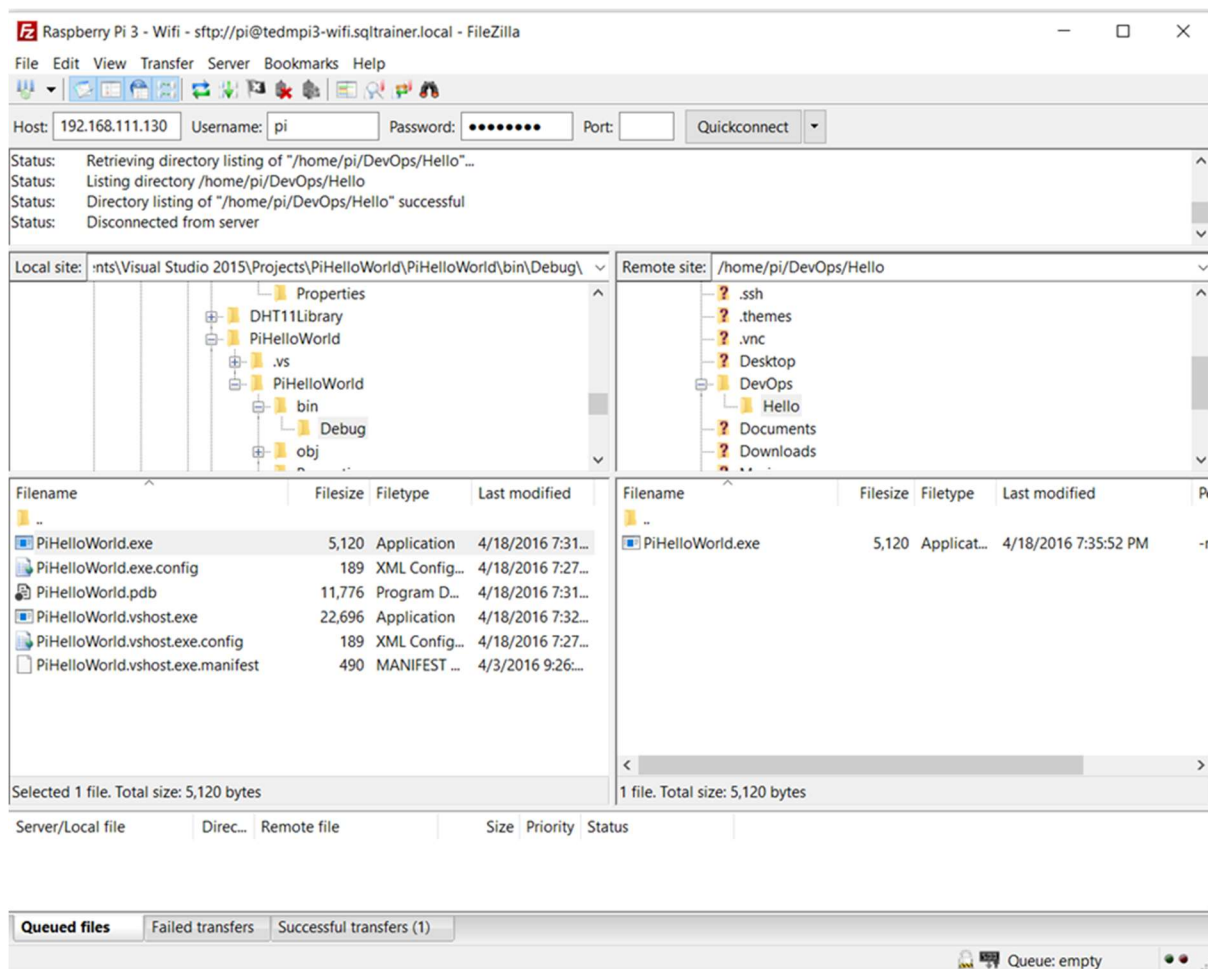 Raspberry Pi 3 - Wifi - sftp://pi@tedmpi3-wifi.sqltrainer.local - FileZilla
File Edit View Transfer Server Bookmarks Help
Host: 192.168.111.130 Username: pi Password: ●●●●●●●● Port: Quickconnect
Status: Retrieving directory listing of "/home/pi/DevOps/Hello"...
Status: Listing directory /home/pi/DevOps/Hello
Status: Directory listing of "/home/pi/DevOps/Hello" successful
Status: Disconnected from server
Local site: nts\Visual Studio 2015\Projects\PiHelloWorld\PiHelloWorld\bin\Debug\
Properties
DHT11Library
PiHelloWorld
.vs
PiHelloWorld
bin
Debug
obj
Remote site: /home/pi/DevOps/Hello
.ssh
.themes
.vnc
Desktop
DevOps
Hello
Documents
Downloads
Filename Filesize Filetype Last modified
..
PiHelloWorld.exe 5,120 Application 4/18/2016 7:31...
PiHelloWorld.exe.config 189 XML Config... 4/18/2016 7:27...
PiHelloWorld.pdb 11,776 Program D... 4/18/2016 7:31...
PiHelloWorld.vshost.exe 22,696 Application 4/18/2016 7:32...
PiHelloWorld.vshost.exe.config 189 XML Config... 4/18/2016 7:27...
PiHelloWorld.vshost.exe.manifest 490 MANIFEST ... 4/3/2016 9:26:...
Selected 1 file. Total size: 5,120 bytes
Filename Filesize Filetype Last modified
..
PiHelloWorld.exe 5,120 Applicat... 4/18/2016 7:35:52 PM
1 file. Total size: 5,120 bytes
Server/Local file Direc... Remote file Size Priority Status
Queued files Failed transfers Successful transfers (1)
Queue: empty